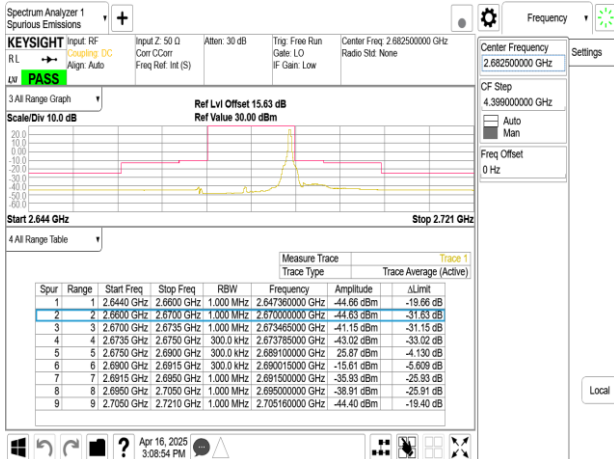 Spectrum Analyzer 1
Spurious Emissions
Frequency
KEYSIGHT Input: RF Input Z: 50 Ω Atten: 30 dB Trig: Free Run Center Freq: 2.682500000 GHz
RL Coupling: DC Corr CCorr Gate: LO Radio Std: None
Align: Auto Freq Ref: Int (S) IF Gain: Low
LXI PASS
Center Frequency
2.682500000 GHz
Settings
CF Step
4.399000000 GHz
Auto
Man
Freq Offset
0 Hz
3 All Range Graph
Ref Lvl Offset 15.63 dB
Scale/Div 10.0 dB Ref Value 30.00 dBm
20.0
10.0
0.00
-10.0
-20.0
-30.0
-40.0
-50.0
-60.0
Start 2.644 GHz Stop 2.721 GHz
4 All Range Table
Measure Trace Trace 1
Trace Type Trace Average (Active)
Spur Range Start Freq Stop Freq RBW Frequency Amplitude ΔLimit
1 1 2.6440 GHz 2.6600 GHz 1.000 MHz 2.647360000 GHz -44.66 dBm -19.66 dB
2 2 2.6600 GHz 2.6700 GHz 1.000 MHz 2.670000000 GHz -44.63 dBm -31.63 dB
3 3 2.6700 GHz 2.6735 GHz 1.000 MHz 2.673465000 GHz -41.15 dBm -31.15 dB
4 4 2.6735 GHz 2.6750 GHz 300.0 kHz 2.673785000 GHz -43.02 dBm -33.02 dB
5 5 2.6750 GHz 2.6900 GHz 300.0 kHz 2.689100000 GHz 25.87 dBm -4.130 dB
6 6 2.6900 GHz 2.6915 GHz 300.0 kHz 2.690015000 GHz -15.61 dBm -5.609 dB
7 7 2.6915 GHz 2.6950 GHz 1.000 MHz 2.691500000 GHz -35.93 dBm -25.93 dB
8 8 2.6950 GHz 2.7050 GHz 1.000 MHz 2.695000000 GHz -38.91 dBm -25.91 dB
9 9 2.7050 GHz 2.7210 GHz 1.000 MHz 2.705160000 GHz -44.40 dBm -19.40 dB
Local
Apr 16, 2025
3:08:54 PM